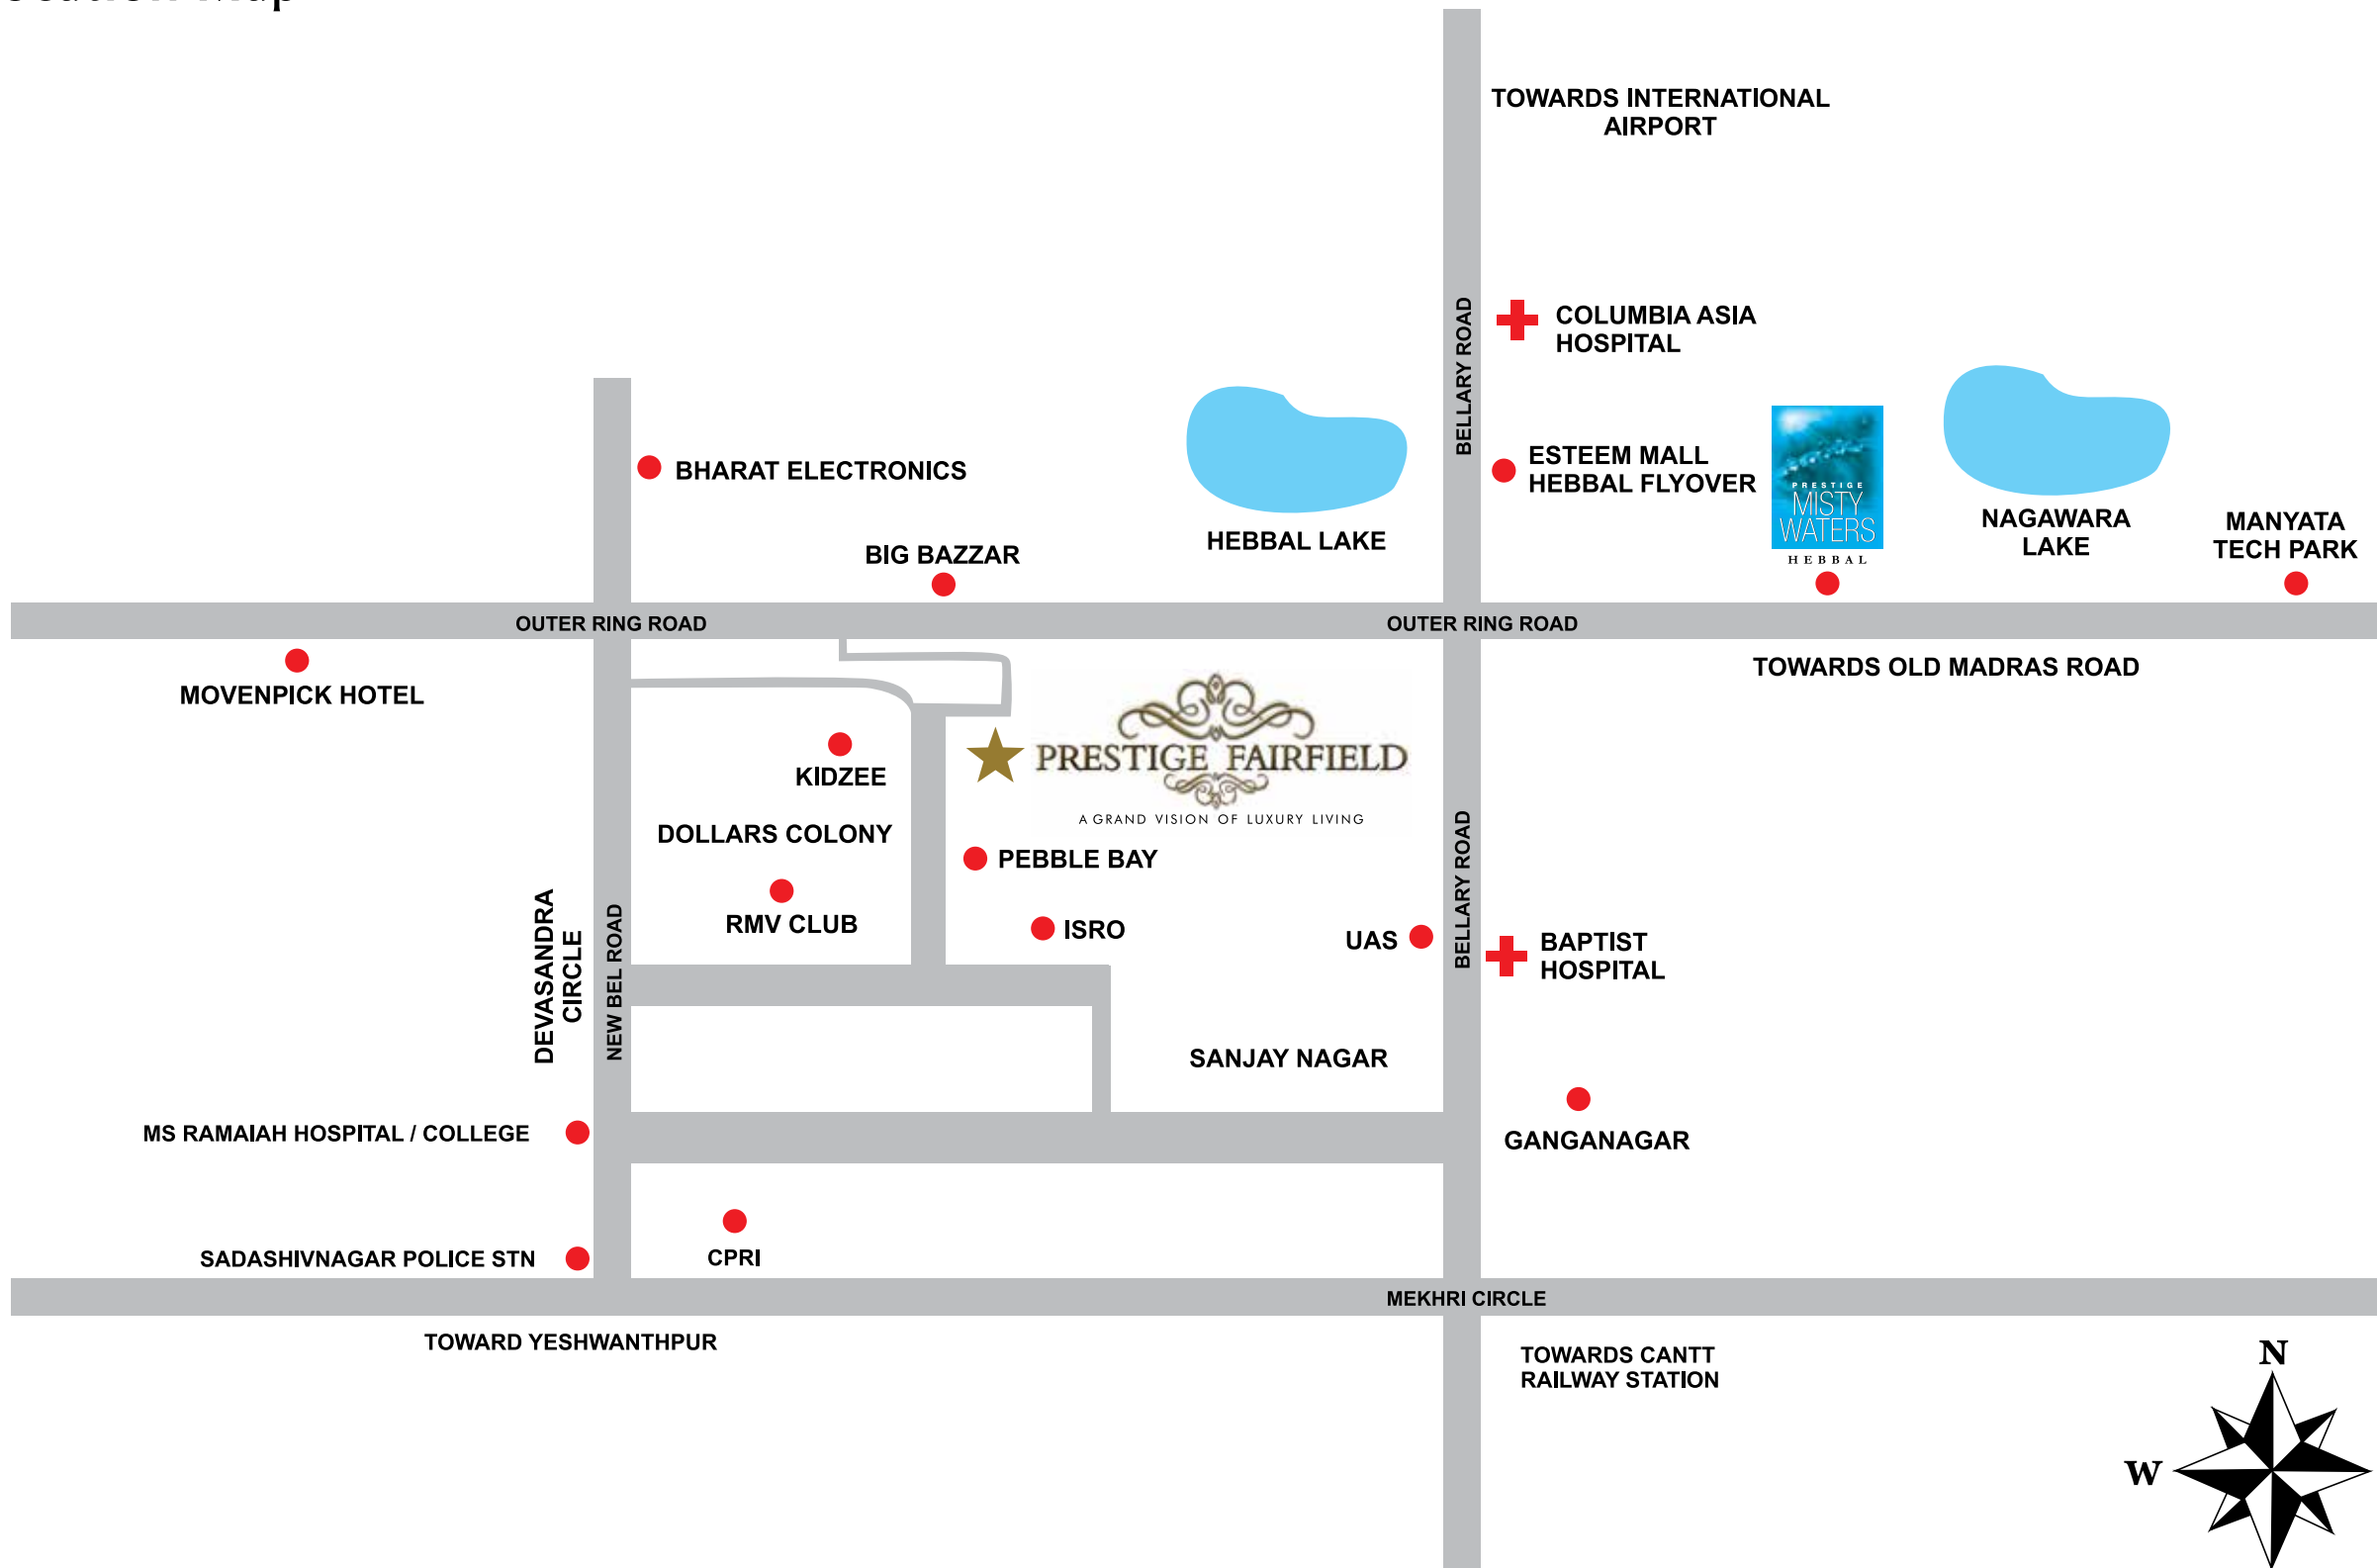 TOWARDS INTERNATIONAL
AIRPORT
BELLARY ROAD
COLUMBIA ASIA
HOSPITAL
BHARAT ELECTRONICS
ESTEEM MALL
HEBBAL FLYOVER
PRESTIGE
MISTY
WATERS
HEBBAL
HEBBAL LAKE
NAGAWARA
LAKE
MANYATA
TECH PARK
BIG BAZZAR
OUTER RING ROAD
OUTER RING ROAD
MOVENPICK HOTEL
TOWARDS OLD MADRAS ROAD
KIDZEE
PRESTIGE FAIRFIELD
A GRAND VISION OF LUXURY LIVING
DOLLARS COLONY
PEBBLE BAY
RMV CLUB
ISRO
UAS
BELLARY ROAD
BAPTIST
HOSPITAL
DEVASANDRA
CIRCLE
NEW BEL ROAD
SANJAY NAGAR
MS RAMAIAH HOSPITAL / COLLEGE
GANGANAGAR
SADASHIVNAGAR POLICE STN
CPRI
MEKHRI CIRCLE
TOWARD YESHWANTHPUR
TOWARDS CANTT
RAILWAY STATION
N
W